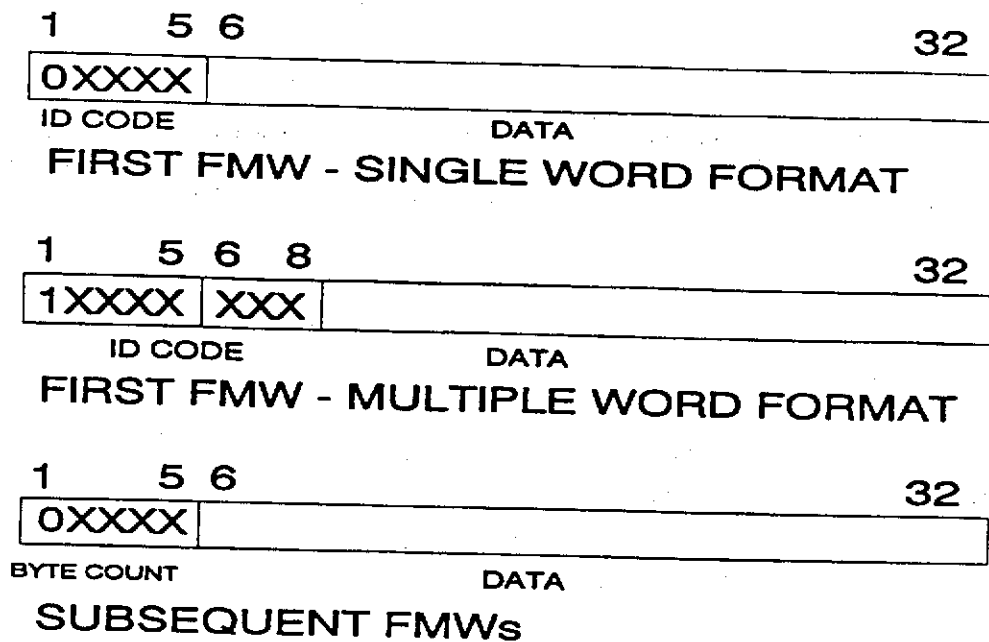 1 5 6 32
0XXXX
ID CODE DATA
FIRST FMW - SINGLE WORD FORMAT
1 5 6 8 32
1XXXX XXX
ID CODE DATA
FIRST FMW - MULTIPLE WORD FORMAT
1 5 6 32
0XXXX
BYTE COUNT DATA
SUBSEQUENT FMWs